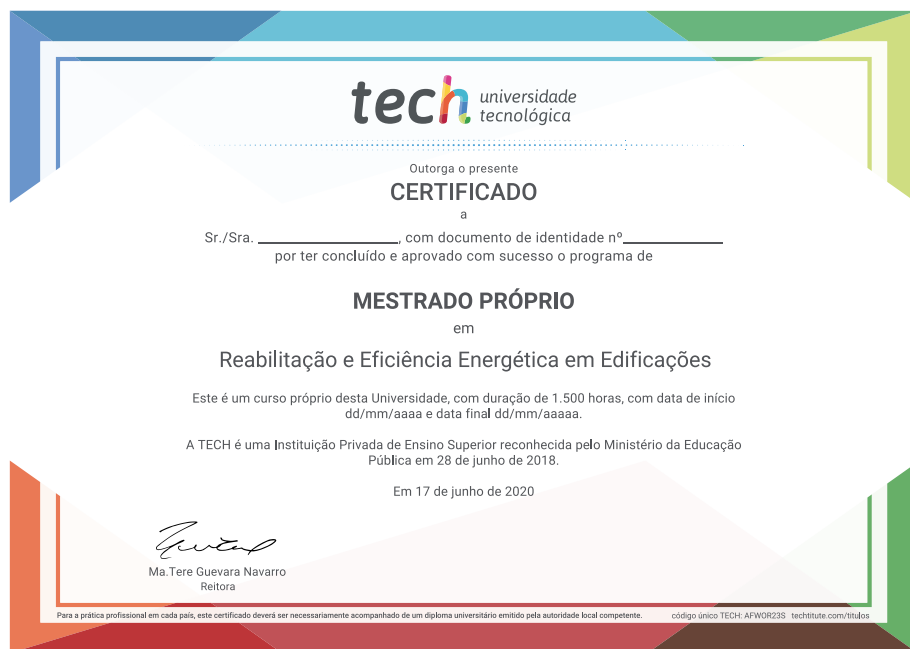 tech universidade
tecnológica
Outorga o presente
CERTIFICADO
a
Sr./Sra. ____________________, com documento de identidade nº______________
por ter concluído e aprovado com sucesso o programa de
MESTRADO PRÓPRIO
em
Reabilitação e Eficiência Energética em Edificações
Este é um curso próprio desta Universidade, com duração de 1.500 horas, com data de início
dd/mm/aaaa e data final dd/mm/aaaaa.
A TECH é uma Instituição Privada de Ensino Superior reconhecida pelo Ministério da Educação
Pública em 28 de junho de 2018.
Em 17 de junho de 2020
Ma.Tere Guevara Navarro
Reitora
Para a prática profissional em cada país, este certificado deverá ser necessariamente acompanhado de um diploma universitário emitido pela autoridade local competente. código único TECH: AFWOR23S techtitute.com/titulos